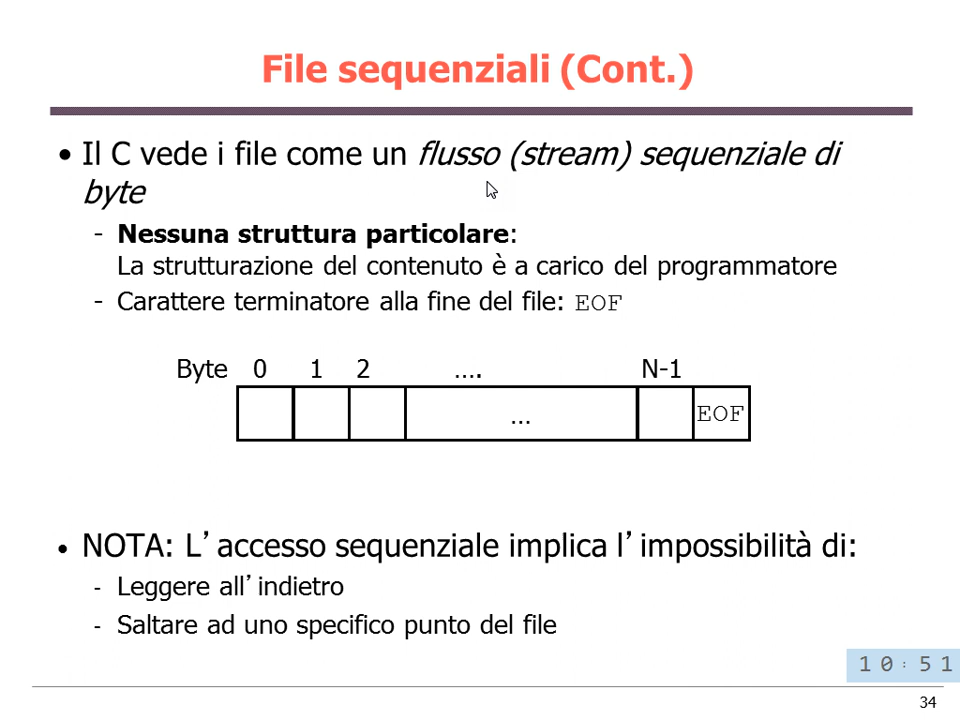 File sequenziali (Cont.)
• Il C vede i file come un flusso (stream) sequenziale di
byte
- Nessuna struttura particolare:
La strutturazione del contenuto è a carico del programmatore
- Carattere terminatore alla fine del file: EOF
Byte 0 1 2 …. N-1
… EOF
• NOTA: L’accesso sequenziale implica l’impossibilità di:
- Leggere all’indietro
- Saltare ad uno specifico punto del file
10:51
34